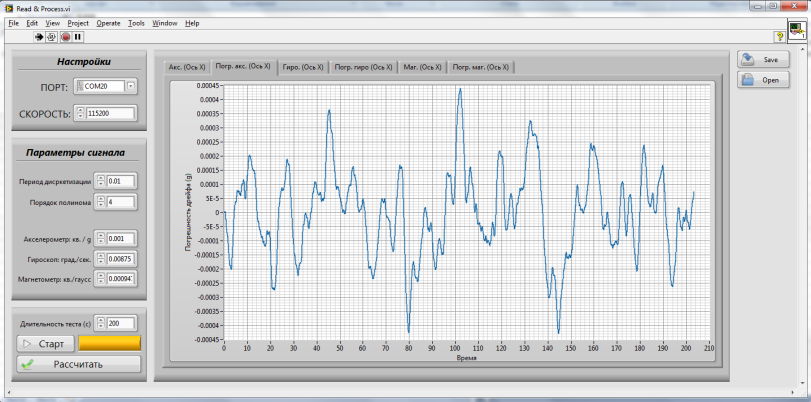 Read & Process.vi
File Edit View Project Operate Tools Window Help
Настройки
ПОРТ: COM20
СКОРОСТЬ: 115200
Параметры сигнала
Период дискретизации 0.01
Порядок полинома 4
Акселерометр: кв. / g 0.001
Гироскоп: град./сек. 0.00875
Магнетометр: кв./гаусс 0.00094
Длительность теста (с) 200
Старт
Рассчитать
Акс. (Ось X) Погр. акс. (Ось X) Гиро. (Ось X) Погр. гиро (Ось X) Маг. (Ось X) Погр. маг. (Ось X)
Погрешность дрейфа (g)
0.00045
0.0004
0.00035
0.0003
0.00025
0.0002
0.00015
0.0001
5E-5
0
-5E-5
-0.0001
-0.00015
-0.0002
-0.00025
-0.0003
-0.00035
-0.0004
-0.00045
0 10 20 30 40 50 60 70 80 90 100 110 120 130 140 150 160 170 180 190 200 210
Время
Save
Open